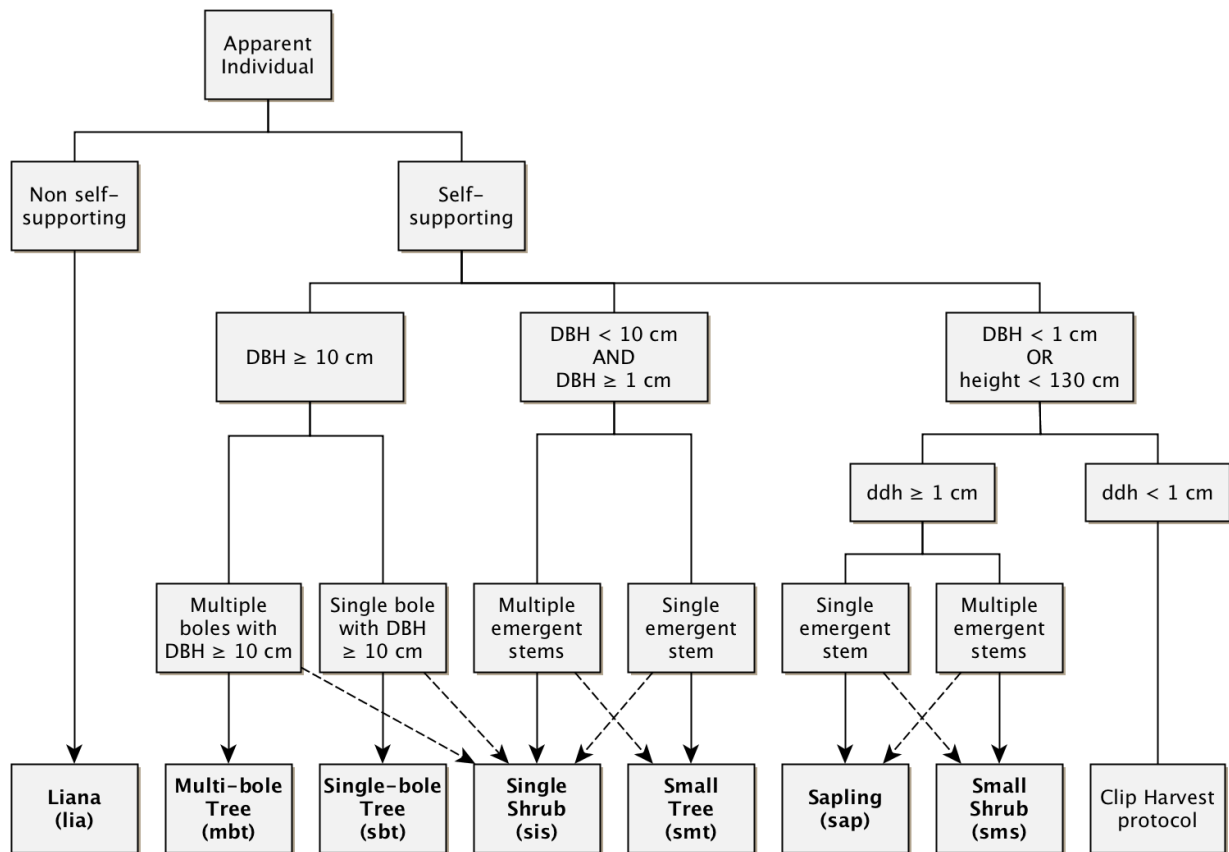 Apparent
Individual
Non self-
supporting
Self-
supporting
DBH ≥ 10 cm
DBH < 10 cm
AND
DBH ≥ 1 cm
DBH < 1 cm
OR
height < 130 cm
ddh ≥ 1 cm
ddh < 1 cm
Multiple
boles with
DBH ≥ 10 cm
Single bole
with DBH
≥ 10 cm
Multiple
emergent
stems
Single
emergent
stem
Single
emergent
stem
Multiple
emergent
stems
Liana
(lia)
Multi-bole
Tree
(mbt)
Single-bole
Tree
(sbt)
Single
Shrub
(sis)
Small
Tree
(smt)
Sapling
(sap)
Small
Shrub
(sms)
Clip Harvest
protocol